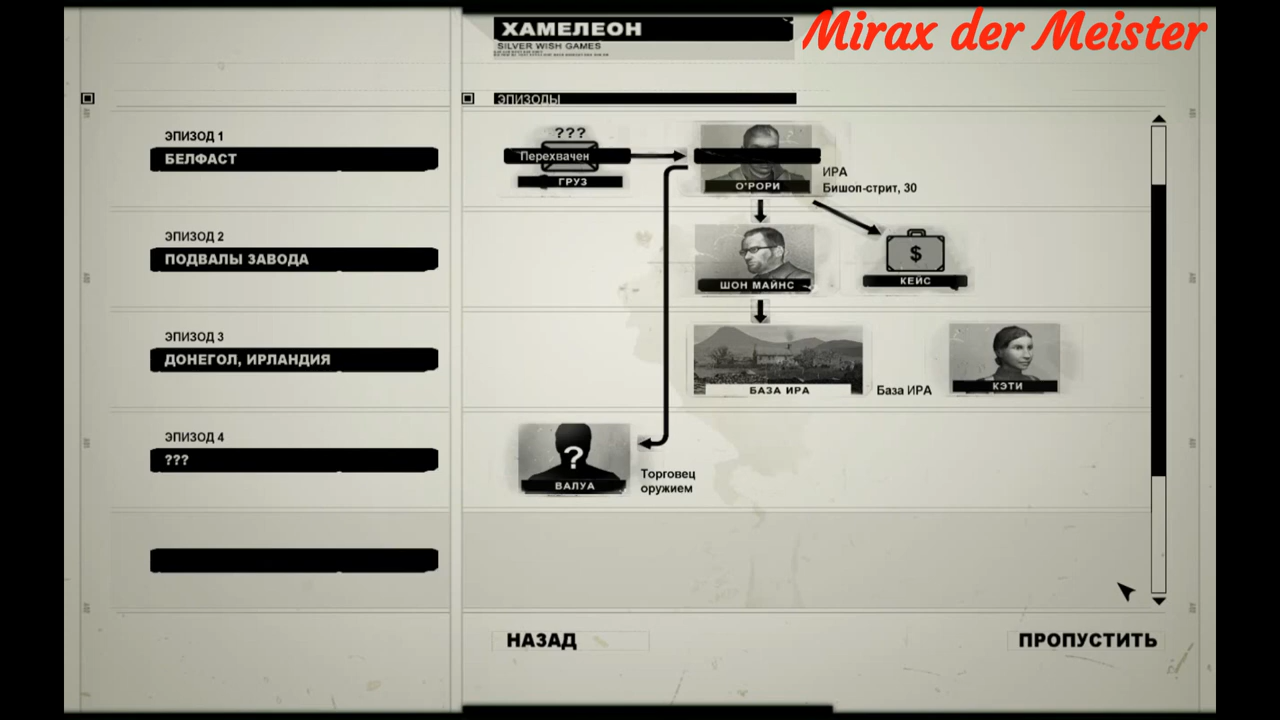 ХАМЕЛЕОН
SILVER WISH GAMES
Mirax der Meister
ЭПИЗОДЫ
ЭПИЗОД 1
БЕЛФАСТ
ЭПИЗОД 2
ПОДВАЛЫ ЗАВОДА
ЭПИЗОД 3
ДОНЕГОЛ, ИРЛАНДИЯ
ЭПИЗОД 4
???
???
Перехвачен
ГРУЗ
О'РОРИ
ИРА
Бишоп-стрит, 30
ШОН МАЙНС
$
КЕЙС
БАЗА ИРА
База ИРА
КЭТИ
?
ВАЛУА
Торговец
оружием
НАЗАД
ПРОПУСТИТЬ